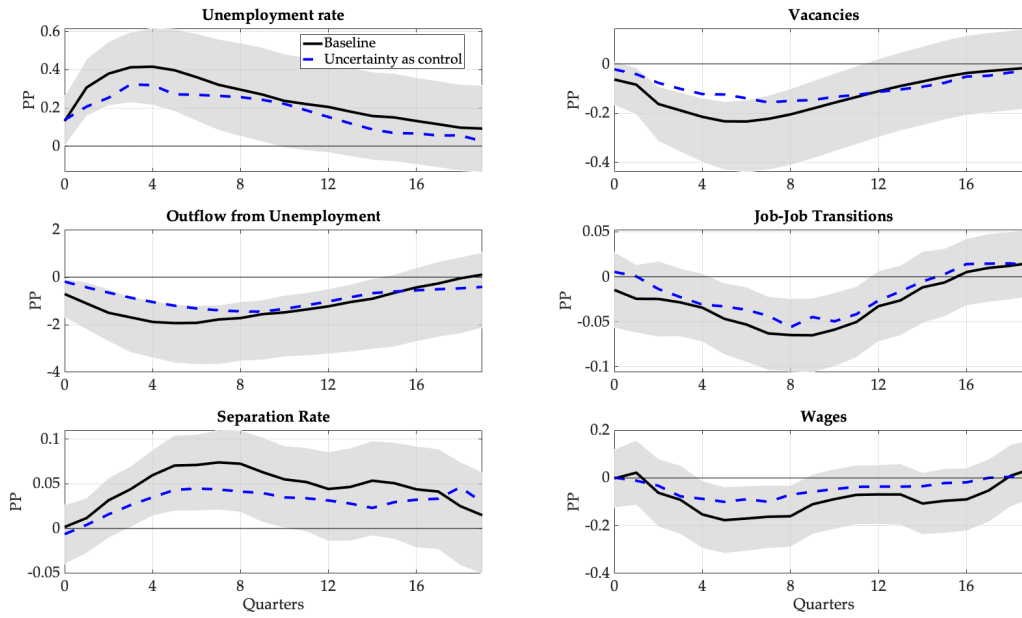 Unemployment rate
0.6
0.4
0.2
0
PP
0 4 8 12 16
Baseline
Uncertainty as control
Vacancies
0
-0.2
-0.4
PP
0 4 8 12 16
Outflow from Unemployment
2
0
-2
-4
PP
0 4 8 12 16
Job-Job Transitions
0.05
0
-0.05
-0.1
PP
0 4 8 12 16
Separation Rate
0.1
0.05
0
-0.05
PP
0 4 8 12 16
Quarters
Wages
0.2
0
-0.2
-0.4
PP
0 4 8 12 16
Quarters